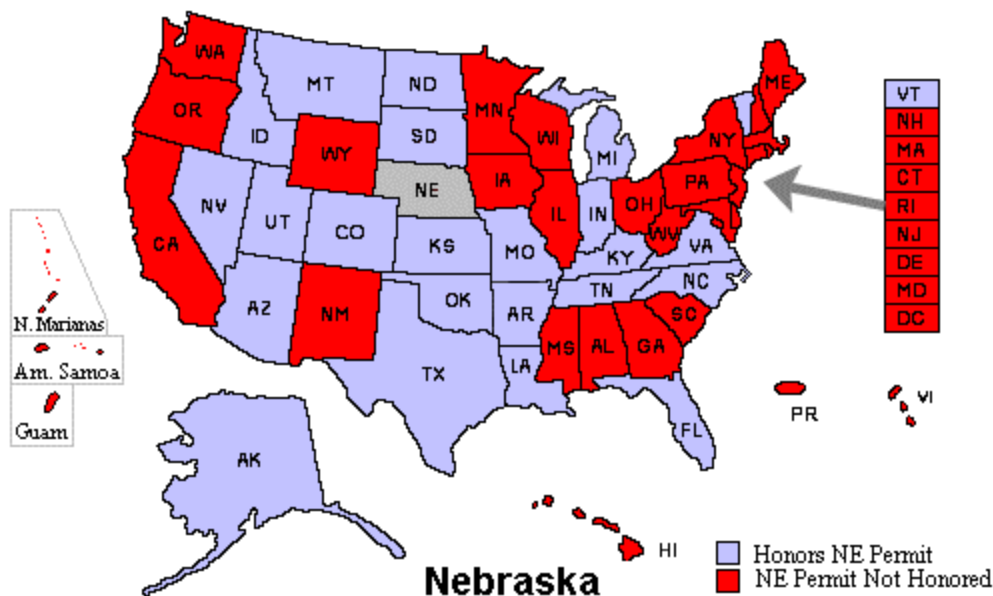 WA
MT
ND
MN
ME
VT
OR
ID
SD
WI
NY
NH
WY
MI
MA
NE
IA
PA
CT
NV
UT
CO
IL
IN
OH
RI
CA
KS
MO
WV
VA
NJ
KY
DE
AZ
NM
OK
AR
TN
NC
MD
N. Marianas
MS
AL
GA
SC
DC
Am. Samoa
TX
LA
PR
VI
Guam
FL
AK
HI
Honors NE Permit
NE Permit Not Honored
Nebraska